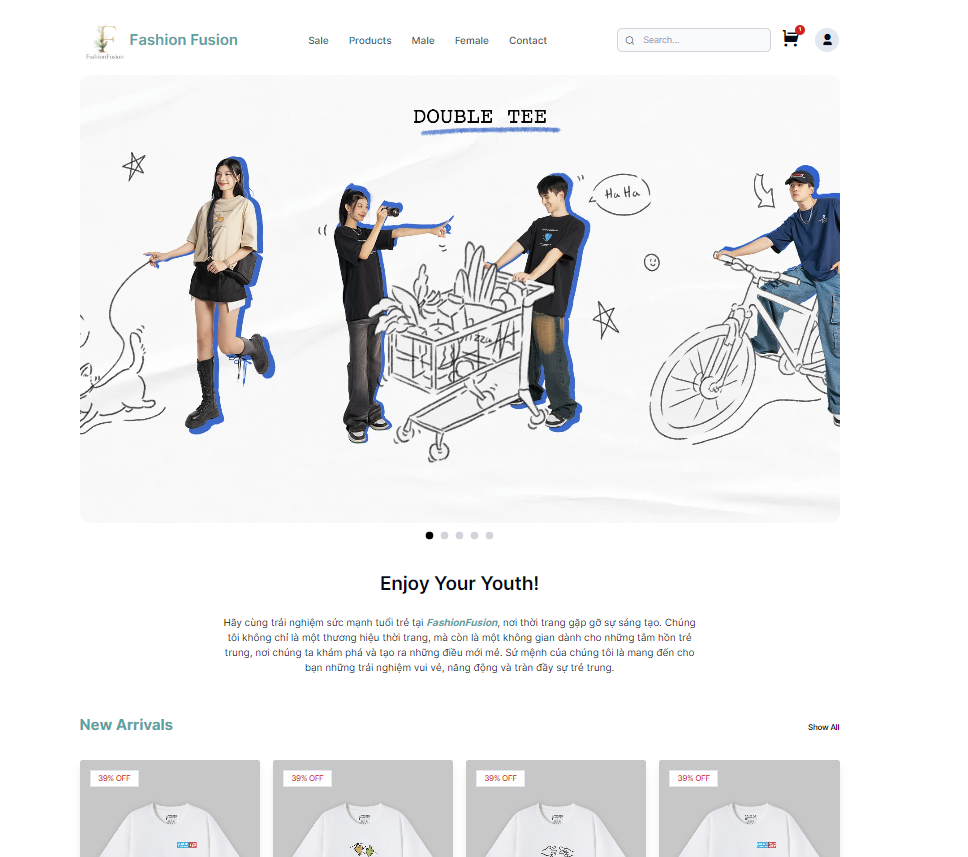 FashionFusion
Fashion Fusion
Sale Products Male Female Contact
Search...
1
DOUBLE TEE
Ha Ha
Enjoy Your Youth!
Hãy cùng trải nghiệm sức mạnh tuổi trẻ tại FashionFusion, nơi thời trang gặp gỡ sự sáng tạo. Chúng
tôi không chỉ là một thương hiệu thời trang, mà còn là một không gian dành cho những tâm hồn trẻ
trung, nơi chúng ta khám phá và tạo ra những điều mới mẻ. Sứ mệnh của chúng tôi là mang đến cho
bạn những trải nghiệm vui vẻ, năng động và tràn đầy sự trẻ trung.
New Arrivals
Show All
39% OFF
39% OFF
39% OFF
39% OFF